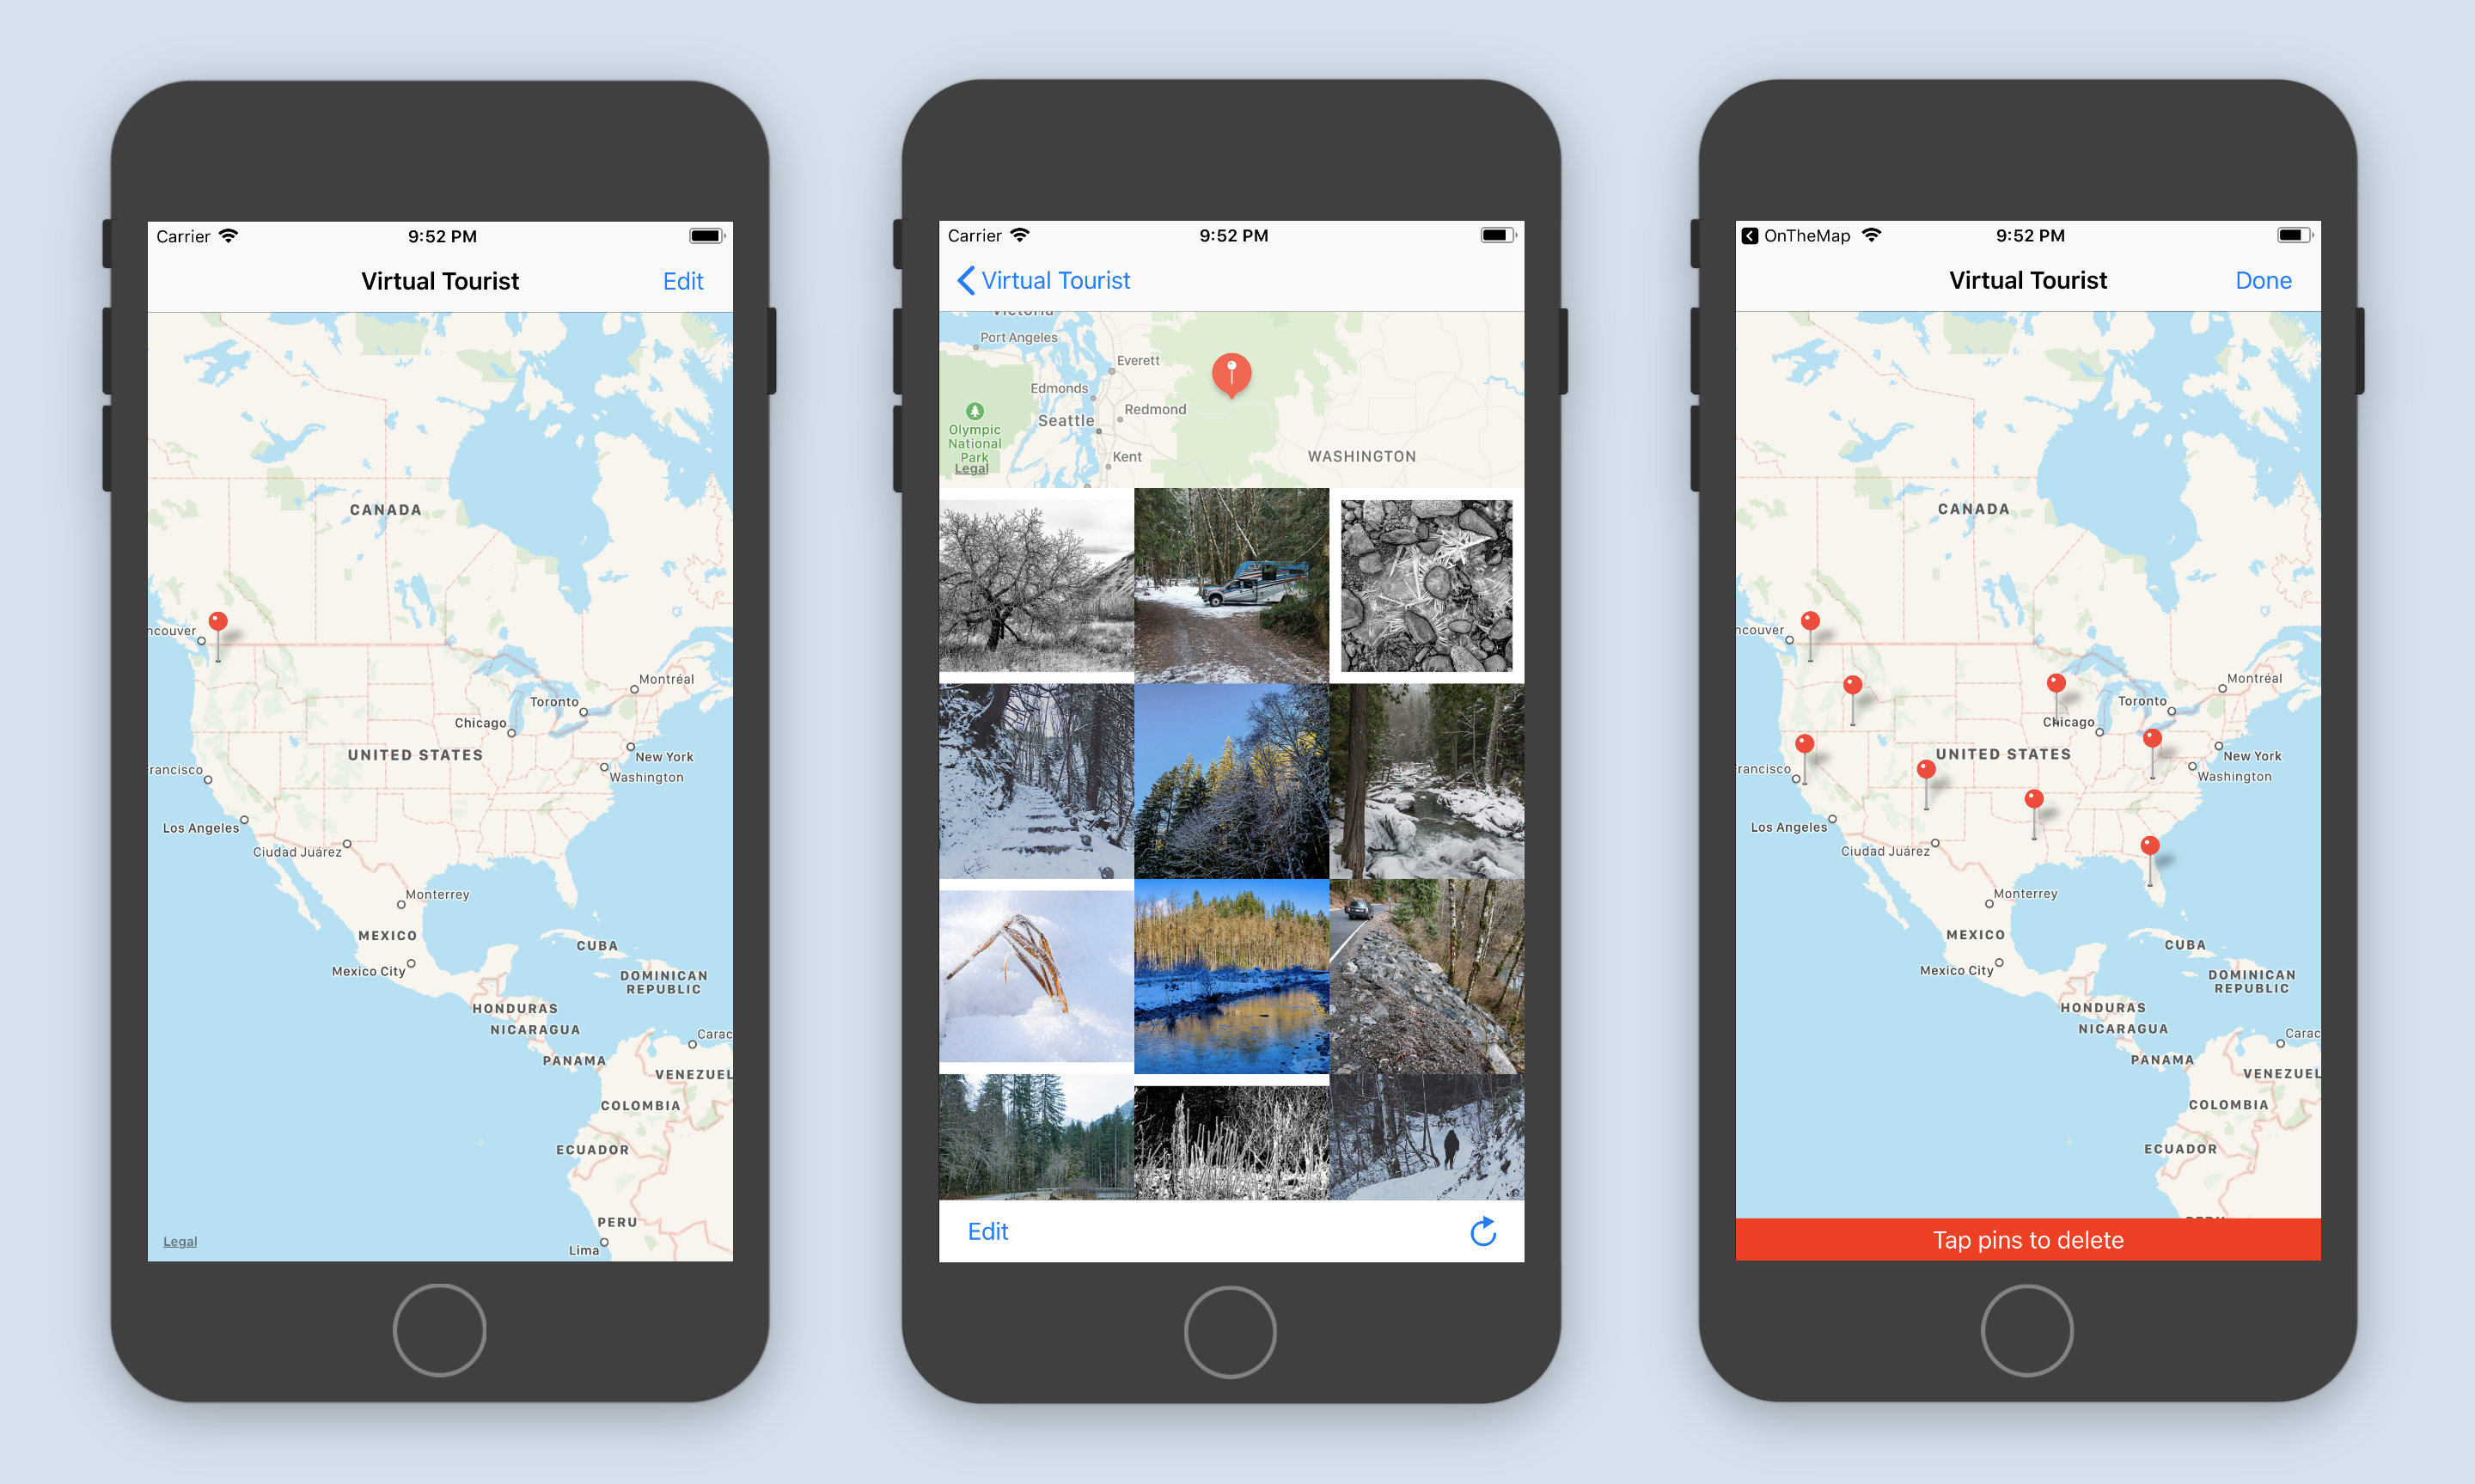 Carrier
9:52 PM
Virtual Tourist
Edit
CANADA
ncouver
Montréal
Toronto
Chicago
UNITED STATES
New York
Washington
rancisco
Los Angeles
Ciudad Juárez
Monterrey
MEXICO
CUBA
Mexico City
DOMINICAN
REPUBLIC
HONDURAS
NICARAGUA
Carac
PANAMA
VENEZUEL
COLOMBIA
ECUADOR
PERU
Legal
Lima
Carrier
9:52 PM
Virtual Tourist
Victoria
Port Angeles
Everett
Edmonds
Redmond
Seattle
Olympic
National
Park
Kent
WASHINGTON
Legal
Edit
OnTheMap
9:52 PM
Virtual Tourist
Done
CANADA
ncouver
Montréal
Toronto
Chicago
UNITED STATES
New York
Washington
rancisco
Los Angeles
Ciudad Juárez
Monterrey
MEXICO
CUBA
Mexico City
DOMINICAN
REPUBLIC
HONDURAS
NICARAGUA
Carac
PANAMA
VENEZUEL
COLOMBIA
ECUADOR
Tap pins to delete